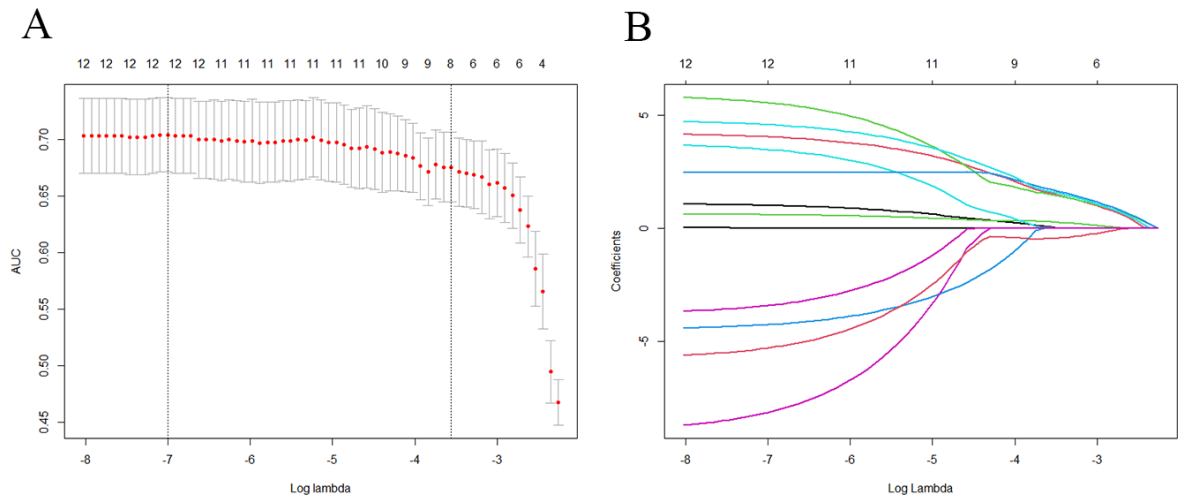 A
12 12 12 12 12 12 11 11 11 11 11 11 11 10 9 9 8 6 6 6 4
AUC
0.70
0.65
0.60
0.55
0.50
0.45
-8 -7 -6 -5 -4 -3
Log lambda
B
12 12 11 11 9 6
Coefficients
5
0
-5
-8 -7 -6 -5 -4 -3
Log Lambda